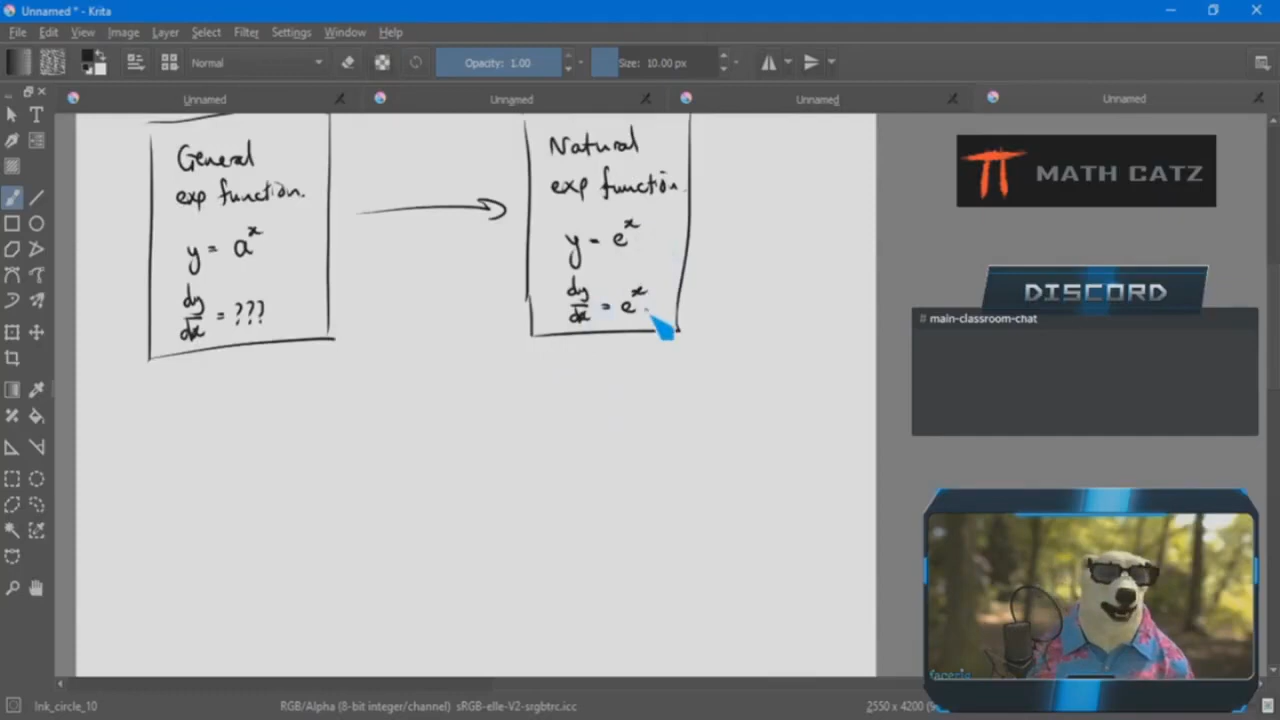 Unnamed * - Krita
File Edit View Image Layer Select Filter Settings Window Help
Normal Opacity: 1.00 Size: 10.00 px
Unnamed Unnamed Unnamed Unnamed
General
exp function.
y = a^x
dy/dx = ???
Natural
exp function.
y = e^x
dy/dx = e^x
MATH CATZ
DISCORD
# main-classroom-chat
facerig
Ink_circle_10 RGB/Alpha (8-bit integer/channel) sRGB-elle-V2-srgbtrc.icc 2550 x 4200